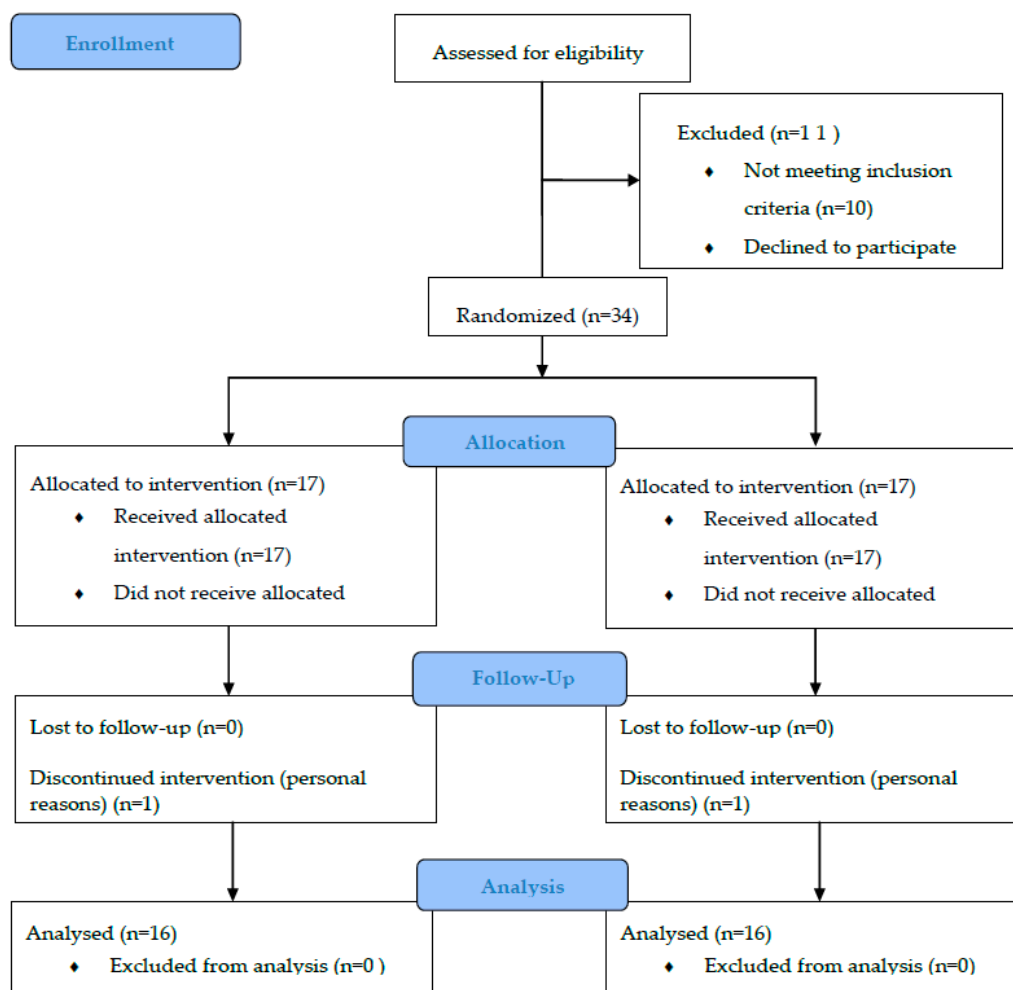 Enrollment
Assessed for eligibility
Excluded (n=1 1 )
♦ Not meeting inclusion
criteria (n=10)
♦ Declined to participate
Randomized (n=34)
Allocation
Allocated to intervention (n=17)
♦ Received allocated
intervention (n=17)
♦ Did not receive allocated
Allocated to intervention (n=17)
♦ Received allocated
intervention (n=17)
♦ Did not receive allocated
Follow-Up
Lost to follow-up (n=0)
Discontinued intervention (personal
reasons) (n=1)
Lost to follow-up (n=0)
Discontinued intervention (personal
reasons) (n=1)
Analysis
Analysed (n=16)
♦ Excluded from analysis (n=0 )
Analysed (n=16)
♦ Excluded from analysis (n=0)